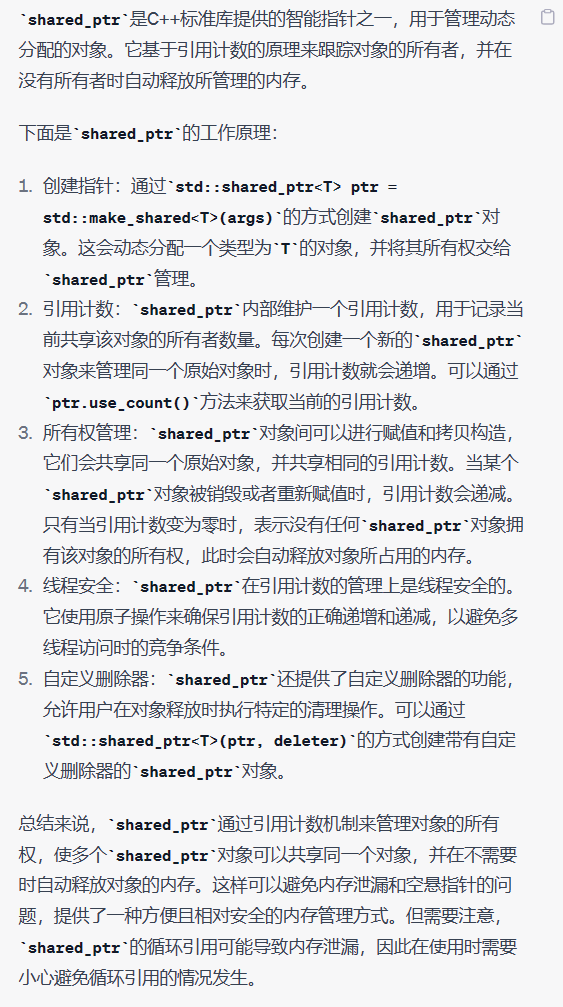 `shared_ptr`是C++标准库提供的智能指针之一，用于管理动态
分配的对象。它基于引用计数的原理来跟踪对象的所有者，并在
没有所有者时自动释放所管理的内存。
下面是`shared_ptr`的工作原理：
1. 创建指针：通过`std::shared_ptr<T> ptr =
std::make_shared<T>(args)`的方式创建`shared_ptr`对
象。这会动态分配一个类型为`T`的对象，并将其所有权交给
`shared_ptr`管理。
2. 引用计数：`shared_ptr`内部维护一个引用计数，用于记录当
前共享该对象的所有者数量。每次创建一个新的`shared_ptr`
对象来管理同一个原始对象时，引用计数就会递增。可以通过
`ptr.use_count()`方法来获取当前的引用计数。
3. 所有权管理：`shared_ptr`对象间可以进行赋值和拷贝构造，
它们会共享同一个原始对象，并共享相同的引用计数。当某个
`shared_ptr`对象被销毁或者重新赋值时，引用计数会递减。
只有当引用计数变为零时，表示没有任何`shared_ptr`对象拥
有该对象的所有权，此时会自动释放对象所占用的内存。
4. 线程安全：`shared_ptr`在引用计数的管理上是线程安全的。
它使用原子操作来确保引用计数的正确递增和递减，以避免多
线程访问时的竞争条件。
5. 自定义删除器：`shared_ptr`还提供了自定义删除器的功能，
允许用户在对象释放时执行特定的清理操作。可以通过
`std::shared_ptr<T>(ptr, deleter)`的方式创建带有自定
义删除器的`shared_ptr`对象。
总结来说，`shared_ptr`通过引用计数机制来管理对象的所有
权，使多个`shared_ptr`对象可以共享同一个对象，并在不需要
时自动释放对象的内存。这样可以避免内存泄漏和空悬指针的问
题，提供了一种方便且相对安全的内存管理方式。但需要注意，
`shared_ptr`的循环引用可能导致内存泄漏，因此在使用时需要
小心避免循环引用的情况发生。